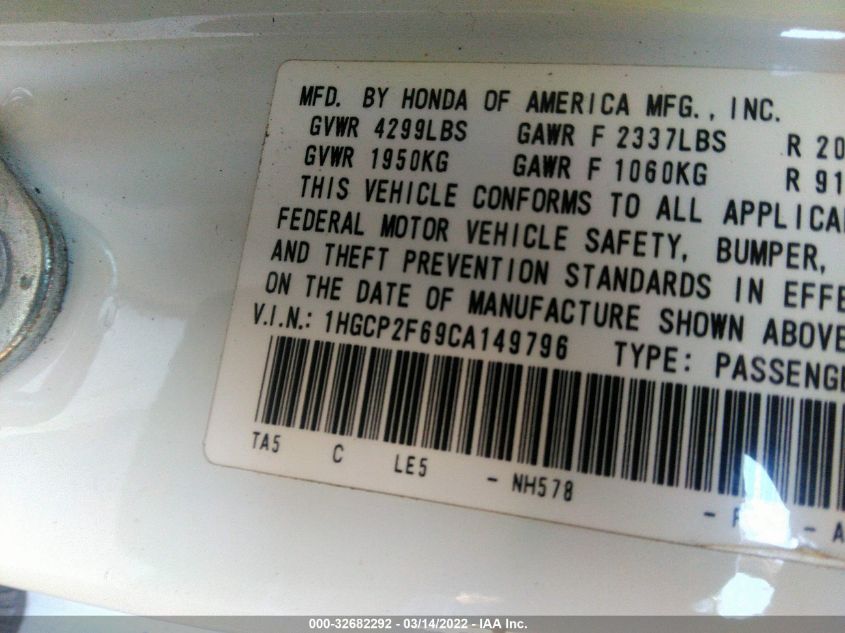 MFD. BY HONDA OF AMERICA MFG., INC.
GVWR 4299LBS GAWR F 2337LBS R 20
GVWR 1950KG GAWR F 1060KG R 91
THIS VEHICLE CONFORMS TO ALL APPLICA
FEDERAL MOTOR VEHICLE SAFETY, BUMPER,
AND THEFT PREVENTION STANDARDS IN EFFE
ON THE DATE OF MANUFACTURE SHOWN ABOVE
V.I.N.: 1HGCP2F69CA149796 TYPE: PASSENGE
TA5 C LE5 - NH578 - - A
000-32682292 - 03/14/2022 - IAA Inc.